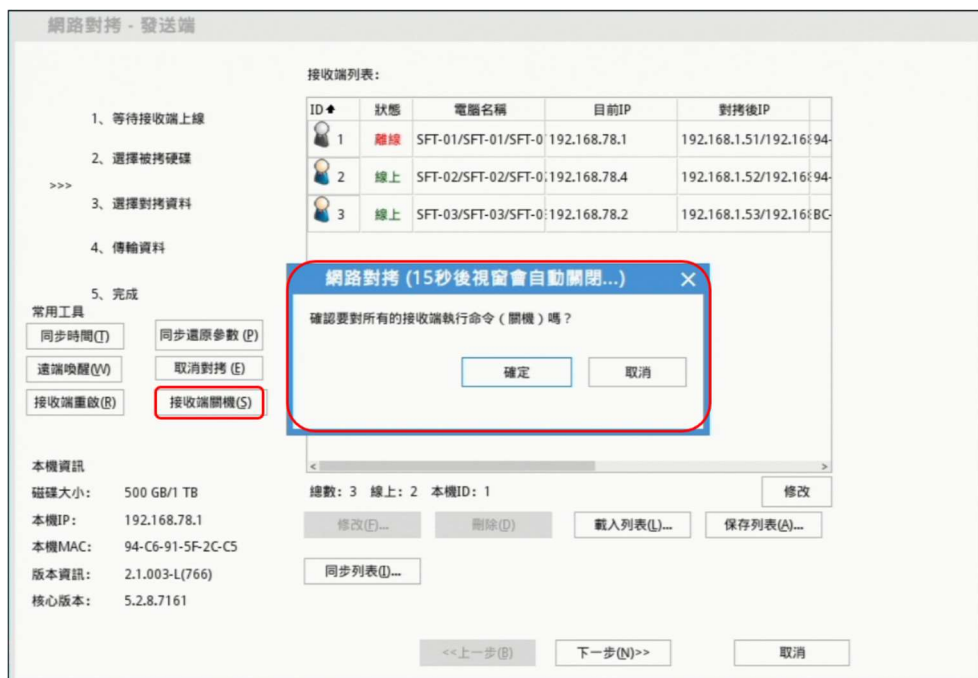 網路對拷 - 發送端
1、等待接收端上線
2、選擇被拷硬碟
>>>
3、選擇對拷資料
4、傳輸資料
5、完成
常用工具
同步時間(T) 同步還原參數 (P)
遠端喚醒(W) 取消對拷 (E)
接收端重啟(R) 接收端關機(S)
本機資訊
磁碟大小: 500 GB/1 TB
本機IP: 192.168.78.1
本機MAC: 94-C6-91-5F-2C-C5
版本資訊: 2.1.003-L(766)
核心版本: 5.2.8.7161
接收端列表:
ID 狀態 電腦名稱 目前IP 對拷後IP
1 離線 SFT-01/SFT-01/SFT-0 192.168.78.1 192.168.1.51/192.168 94-
2 線上 SFT-02/SFT-02/SFT-0 192.168.78.4 192.168.1.52/192.168 94-
3 線上 SFT-03/SFT-03/SFT-0 192.168.78.2 192.168.1.53/192.168 BC-
網路對拷 (15秒後視窗會自動關閉...)
確認要對所有的接收端執行命令（關機）嗎？
確定 取消
總數: 3 線上: 2 本機ID: 1
修改
修改(F)... 刪除(D) 載入列表(L)... 保存列表(A)...
同步列表(I)...
<<上一步(B) 下一步(N)>> 取消